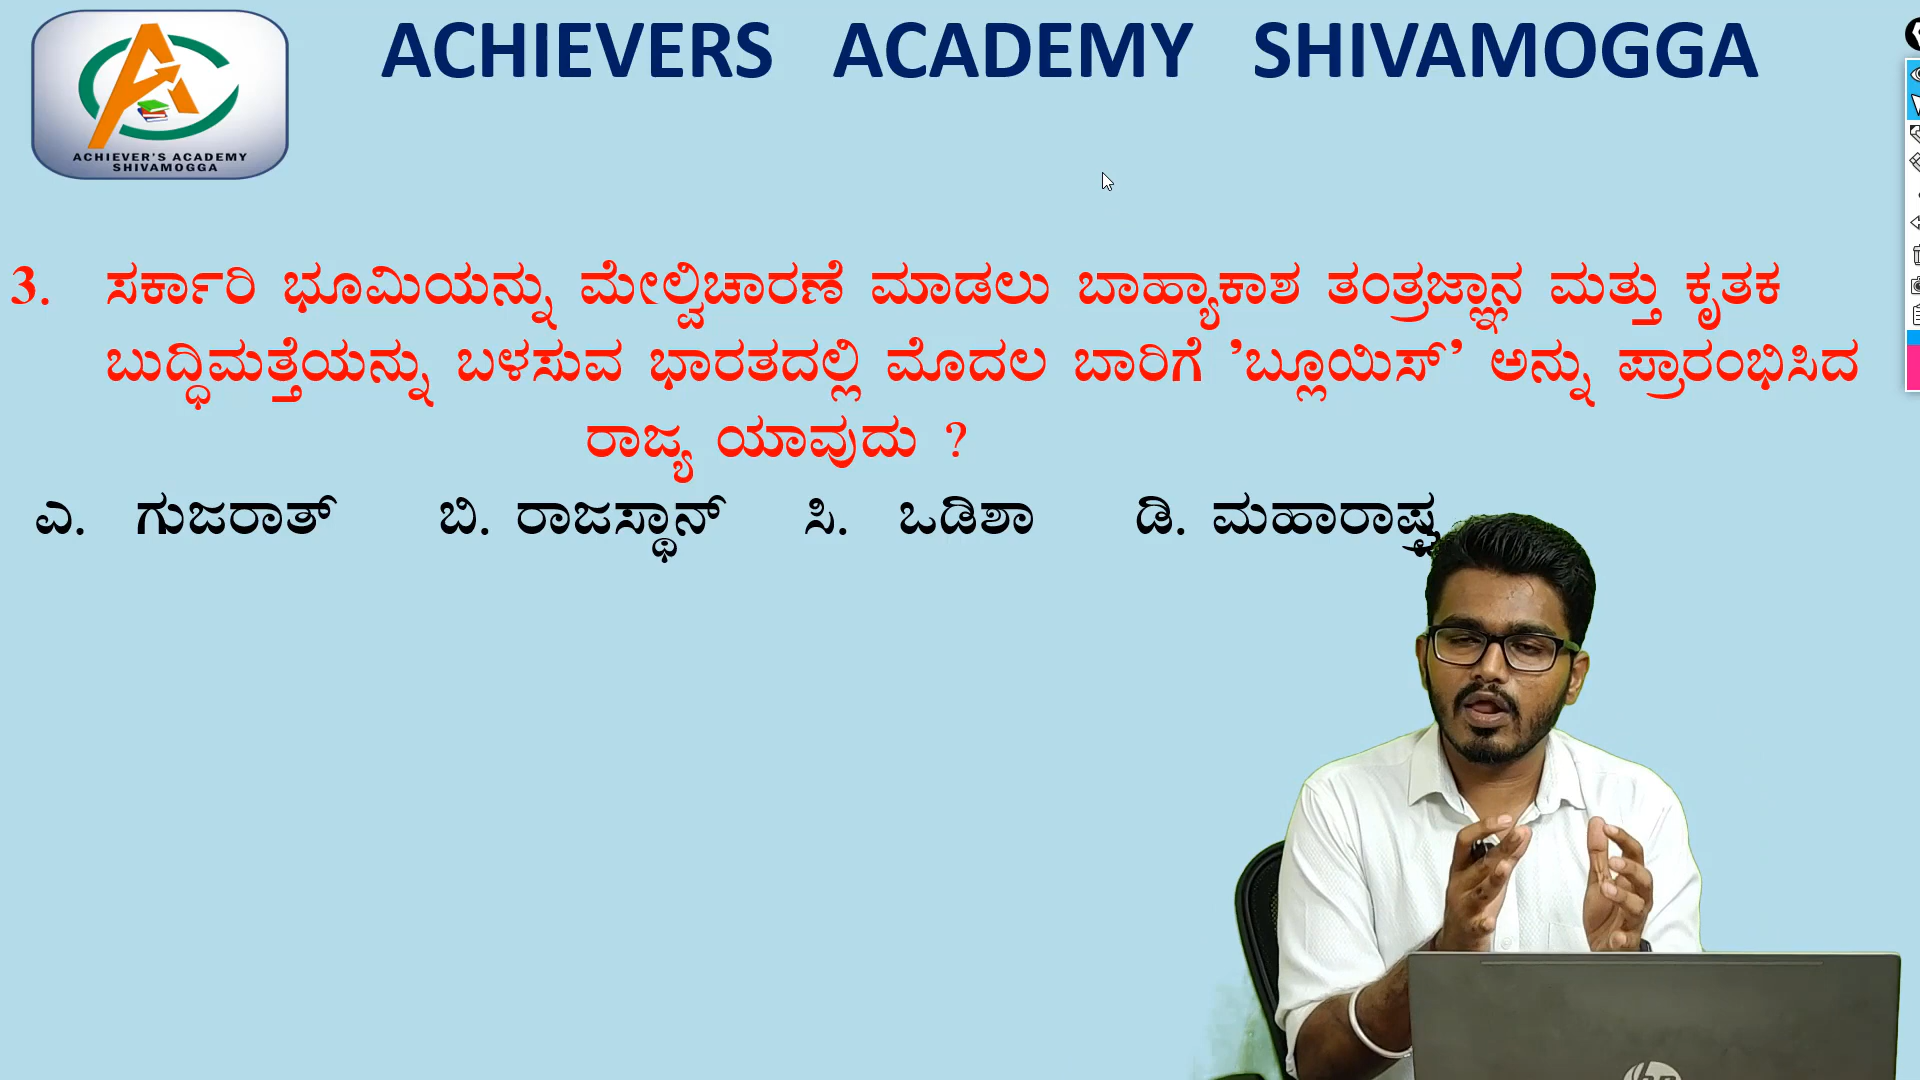 ACHIEVERS ACADEMY SHIVAMOGGA
ACHIEVER'S ACADEMY
SHIVAMOGGA
3. ಸರ್ಕಾರಿ ಭೂಮಿಯನ್ನು ಮೇಲ್ವಿಚಾರಣೆ ಮಾಡಲು ಬಾಹ್ಯಾಕಾಶ ತಂತ್ರಜ್ಞಾನ ಮತ್ತು ಕೃತಕ
ಬುದ್ಧಿಮತ್ತೆಯನ್ನು ಬಳಸುವ ಭಾರತದಲ್ಲಿ ಮೊದಲ ಬಾರಿಗೆ ’ಬ್ಲೂಯಿಸ್’ ಅನ್ನು ಪ್ರಾರಂಭಿಸಿದ
ರಾಜ್ಯ ಯಾವುದು ?
ಎ. ಗುಜರಾತ್ ಬಿ. ರಾಜಸ್ಥಾನ್ ಸಿ. ಒಡಿಶಾ ಡಿ. ಮಹಾರಾಷ್ಟ್ರ
hp